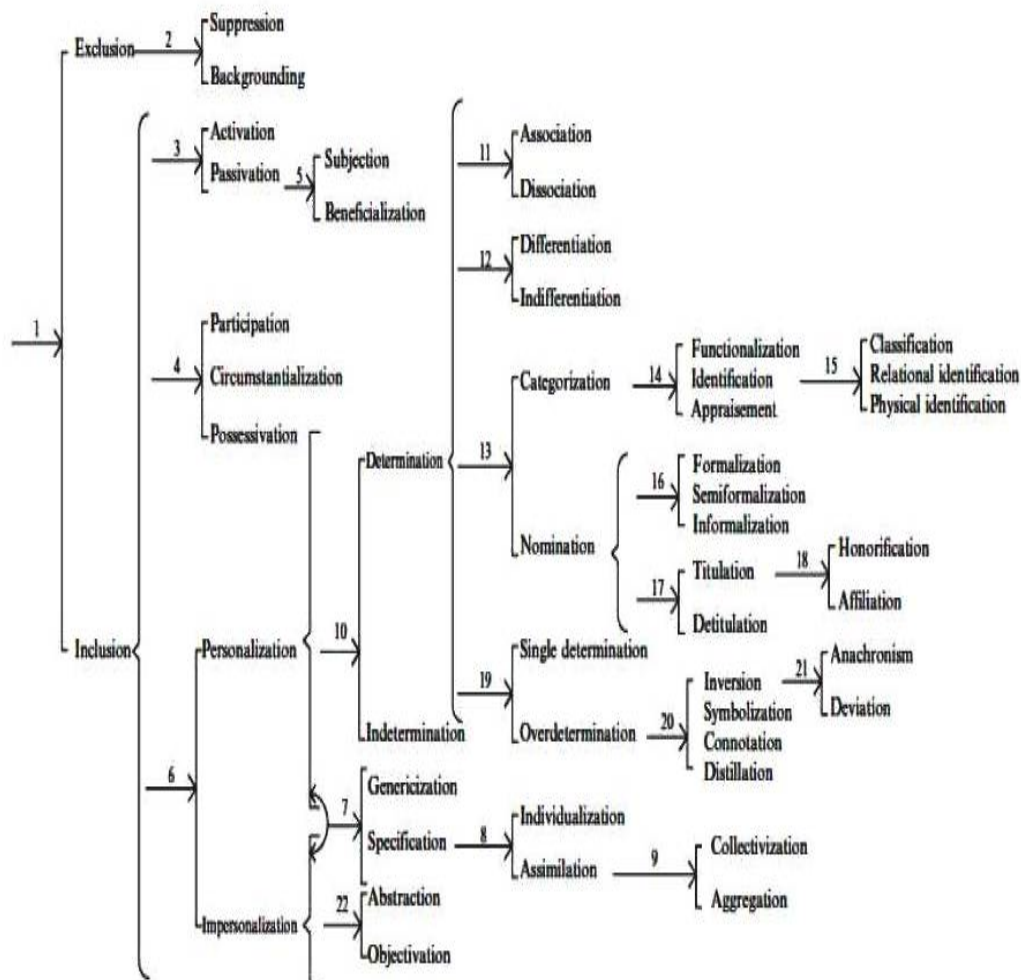 Suppression
2
Exclusion
Backgrounding
Activation
3
Passivation
5
Subjection
Beneficialization
11
Association
Dissociation
12
Differentiation
Indifferentiation
1
Participation
4
Circumstantialization
Possessivation
Determination
13
Categorization
14
Functionalization
Identification
Appraisement
15
Classification
Relational identification
Physical identification
Nomination
16
Formalization
Semiformalization
Informalization
17
Titulation
Detitulation
18
Honorification
Affiliation
Inclusion
Personalization
10
Indetermination
19
Single determination
Overdetermination
20
Inversion
Symbolization
Connotation
Distillation
21
Anachronism
Deviation
6
7
Genericization
Specification
8
Individualization
Assimilation
9
Collectivization
Aggregation
Impersonalization
22
Abstraction
Objectivation